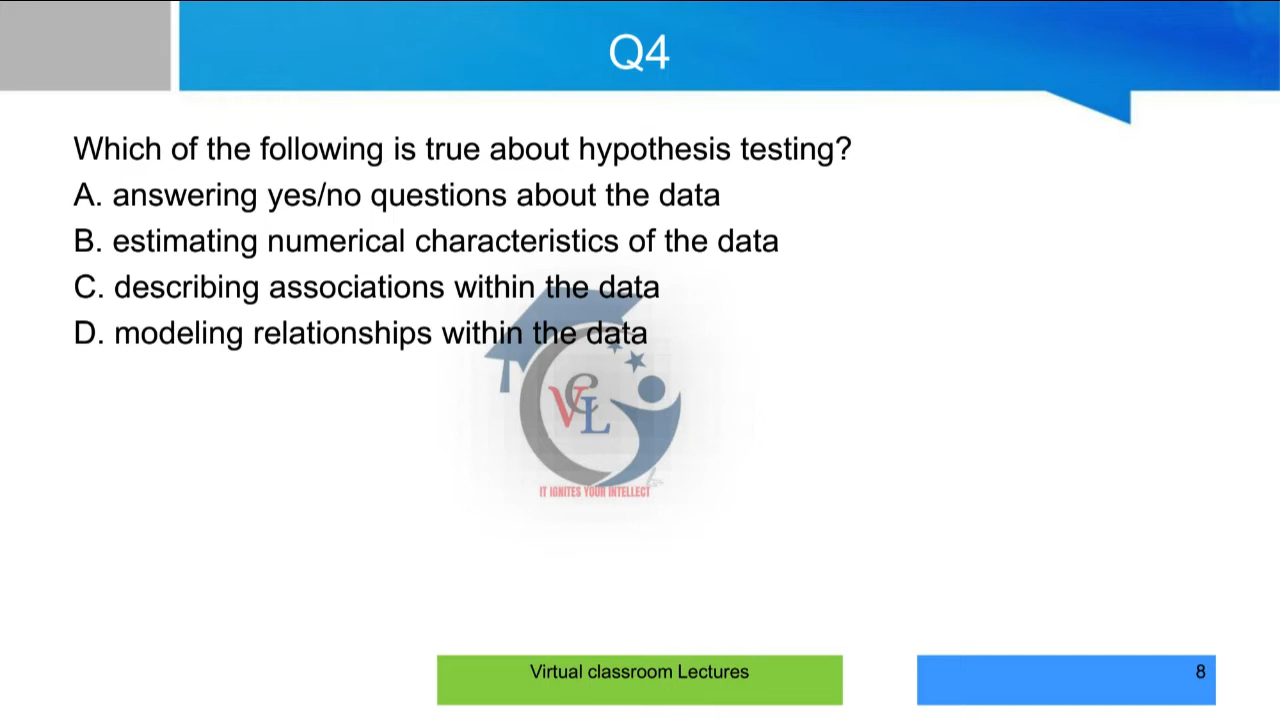 Q4
Which of the following is true about hypothesis testing?
A. answering yes/no questions about the data
B. estimating numerical characteristics of the data
C. describing associations within the data
D. modeling relationships within the data
VCL
IT IGNITES YOUR INTELLECT
Virtual classroom Lectures
8